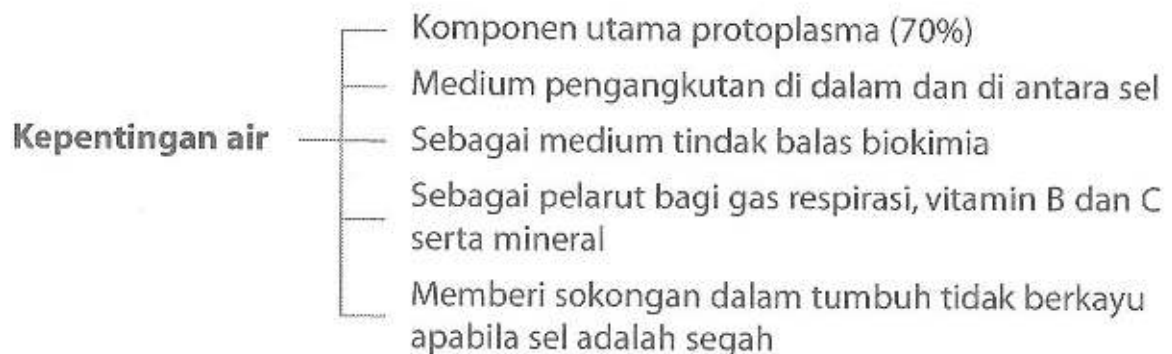 Komponen utama protoplasma (70%)
Medium pengangkutan di dalam dan di antara sel
Kepentingan air
Sebagai medium tindak balas biokimia
Sebagai pelarut bagi gas respirasi, vitamin B dan C
serta mineral
Memberi sokongan dalam tumbuh tidak berkayu
apabila sel adalah segah